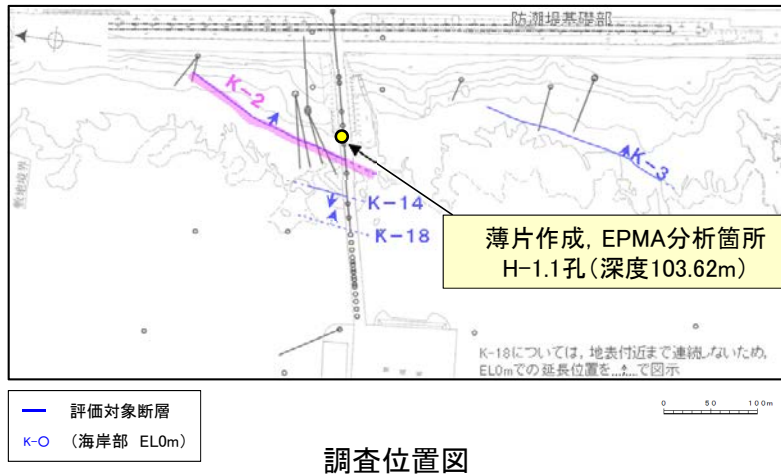 防潮堤基礎部
K-2
K-3
敷地境界
K-14
K-18
薄片作成, EPMA分析箇所
H-1.1孔(深度103.62m)
K-18については,地表付近まで連続しないため,
EL0mでの延長位置を‥‥で図示
評価対象断層
K-○ (海岸部 EL0m)
0 50 100m
調査位置図